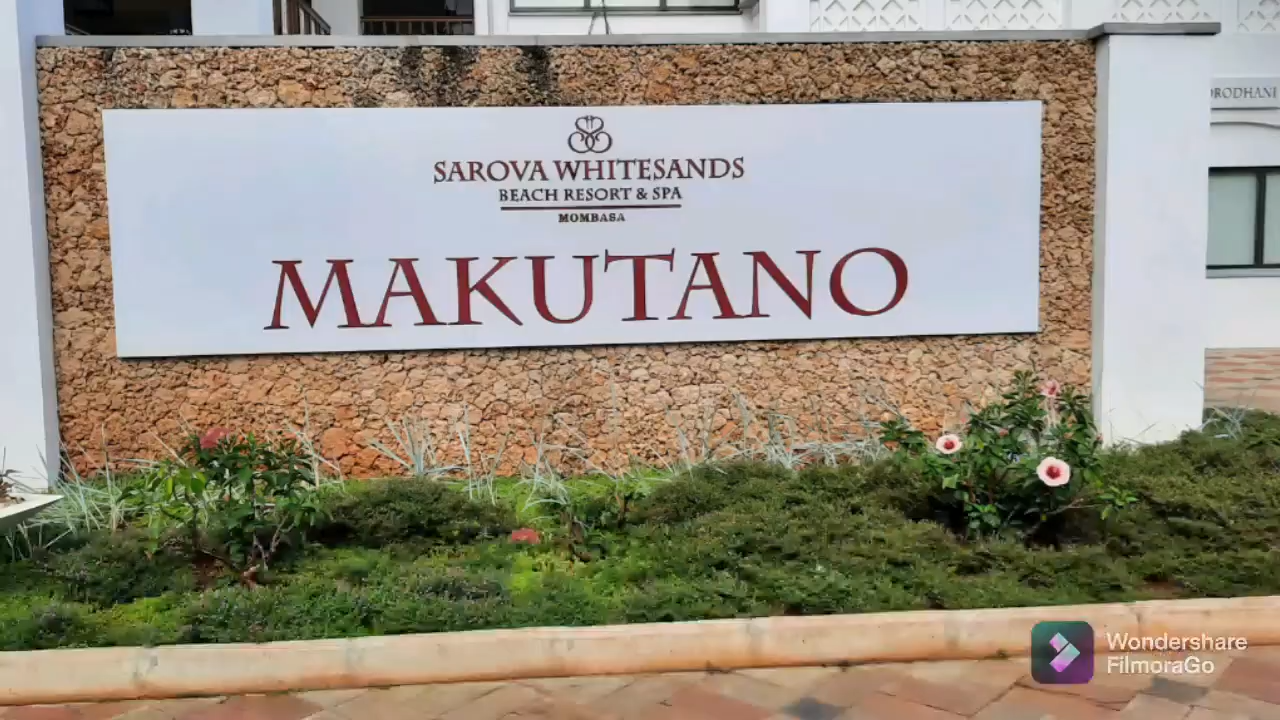 SAROVA WHITESANDS
BEACH RESORT & SPA
MOMBASA
MAKUTANO
Wondershare
FilmoraGo